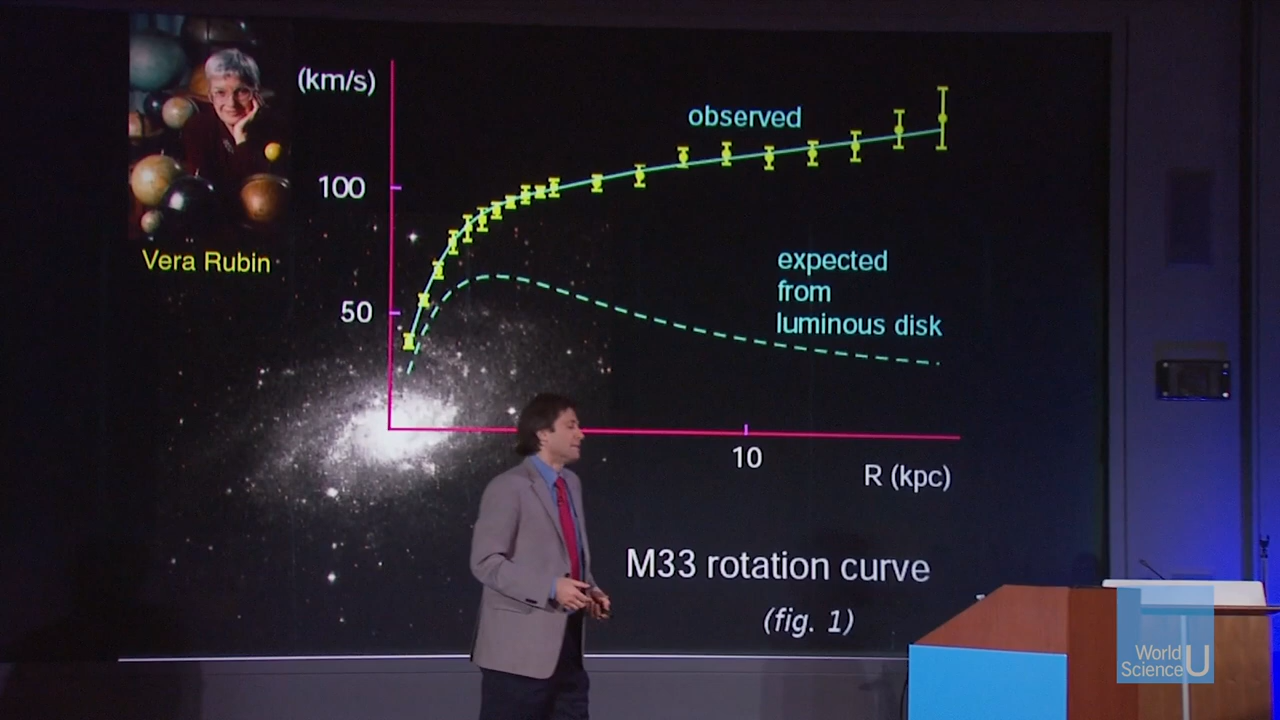 (km/s)
observed
100
Vera Rubin
expected
from
luminous disk
50
10
R (kpc)
M33 rotation curve
(fig. 1)
World
Science U